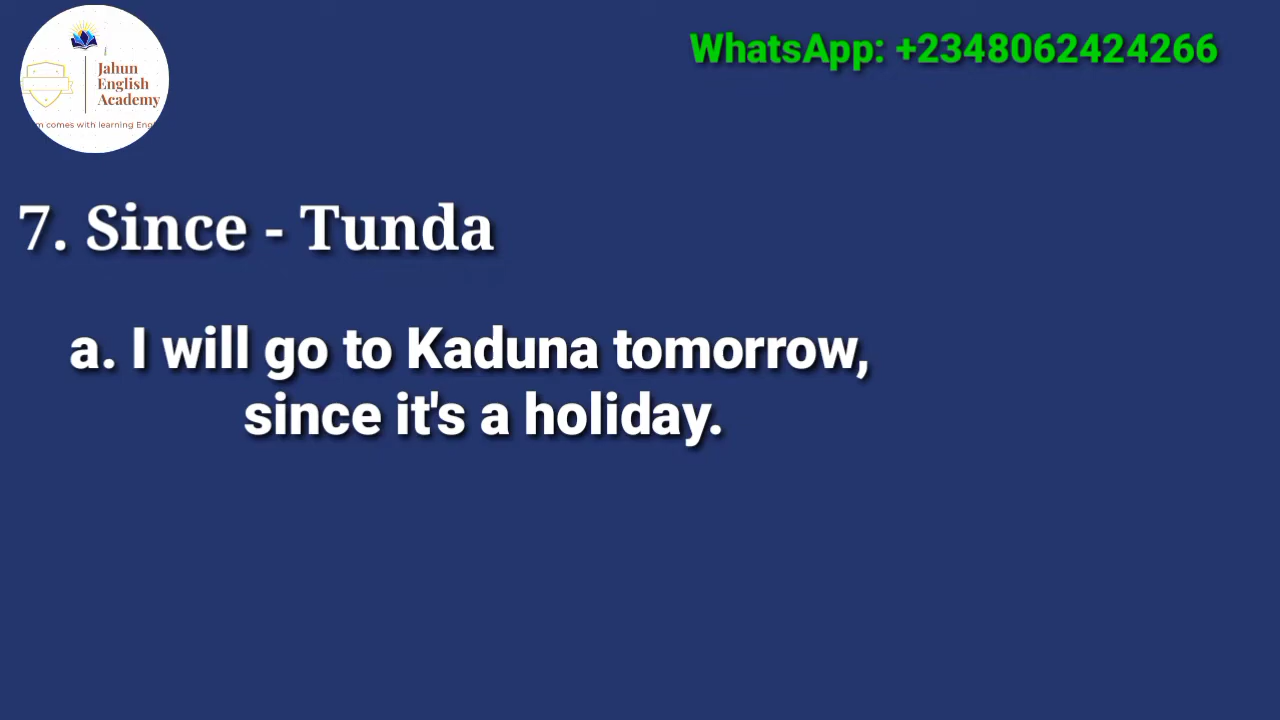 Jahun
English
Academy
comes with learning
WhatsApp: +2348062424266
7. Since - Tunda
a. I will go to Kaduna tomorrow,
since it's a holiday.